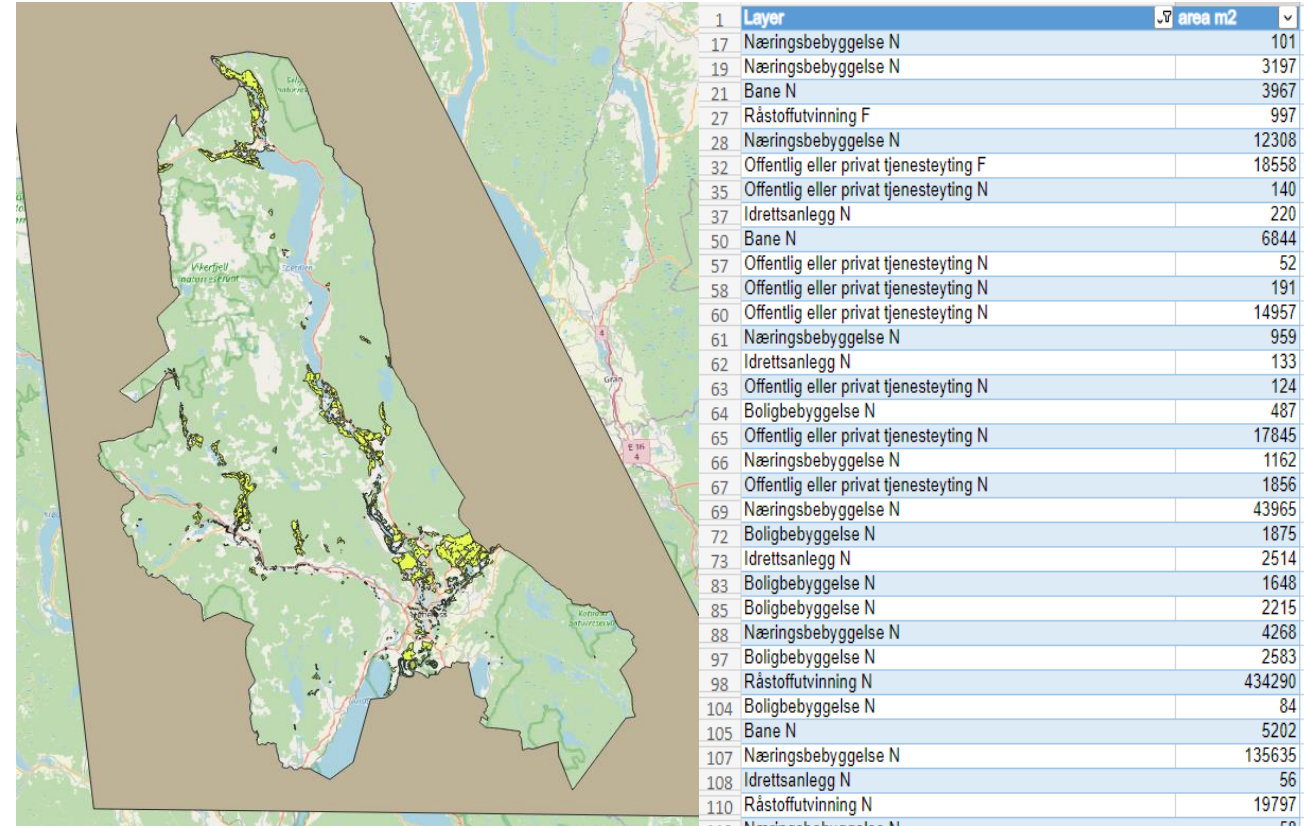 Vikerfjell
naturreservat
Sperillen
Gran
4
E 16
4
1 Layer area m2
17 Næringsbebyggelse N 101
19 Næringsbebyggelse N 3197
21 Bane N 3967
27 Råstoffutvinning F 997
28 Næringsbebyggelse N 12308
32 Offentlig eller privat tjenesteyting F 18558
35 Offentlig eller privat tjenesteyting N 140
37 Idrettsanlegg N 220
50 Bane N 6844
57 Offentlig eller privat tjenesteyting N 52
58 Offentlig eller privat tjenesteyting N 191
60 Offentlig eller privat tjenesteyting N 14957
61 Næringsbebyggelse N 959
62 Idrettsanlegg N 133
63 Offentlig eller privat tjenesteyting N 124
64 Boligbebyggelse N 487
65 Offentlig eller privat tjenesteyting N 17845
66 Næringsbebyggelse N 1162
67 Offentlig eller privat tjenesteyting N 1856
69 Næringsbebyggelse N 43965
72 Boligbebyggelse N 1875
73 Idrettsanlegg N 2514
83 Boligbebyggelse N 1648
85 Boligbebyggelse N 2215
88 Næringsbebyggelse N 4268
97 Boligbebyggelse N 2583
98 Råstoffutvinning N 434290
104 Boligbebyggelse N 84
105 Bane N 5202
107 Næringsbebyggelse N 135635
108 Idrettsanlegg N 56
110 Råstoffutvinning N 19797